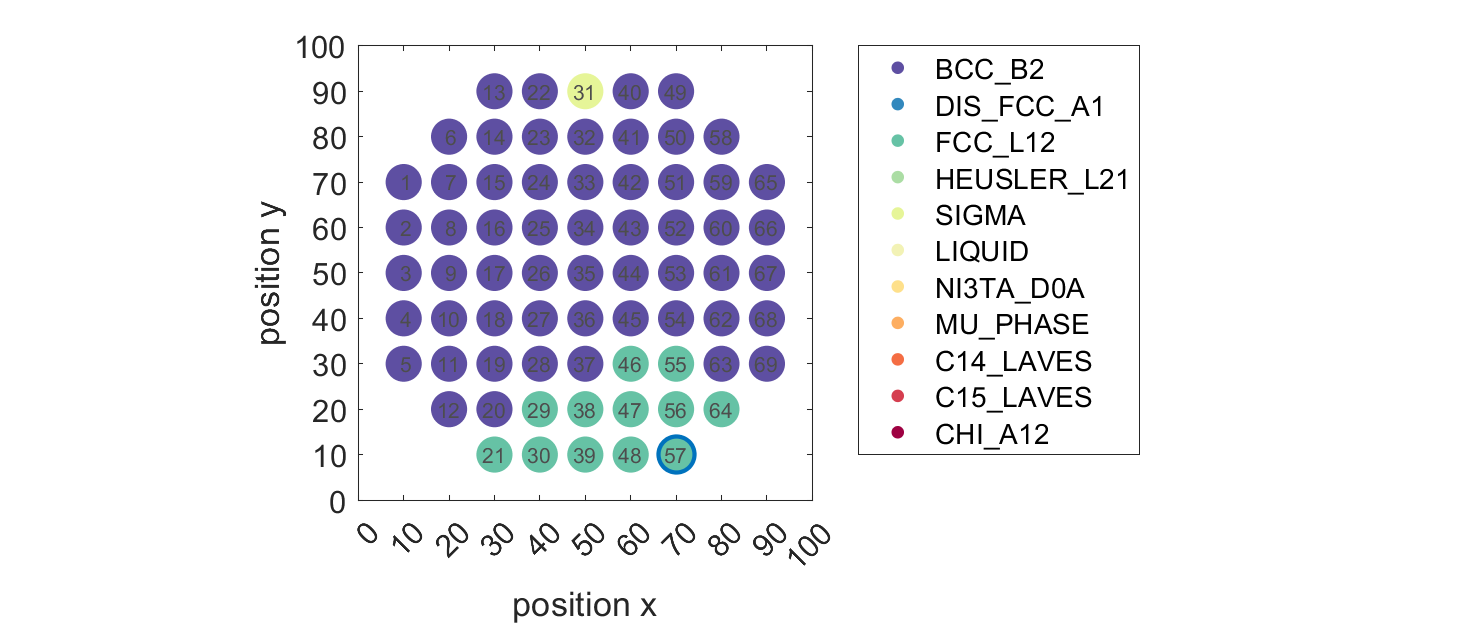 100
90
80
70
60
50
40
30
20
10
0
position y
13 22 31 40 49
6 14 23 32 41 50 58
1 7 15 24 33 42 51 59 65
2 8 16 25 34 43 52 60 66
3 9 17 26 35 44 53 61 67
4 10 18 27 36 45 54 62 68
5 11 19 28 37 46 55 63 69
12 20 29 38 47 56 64
21 30 39 48 57
0 10 20 30 40 50 60 70 80 90 100
position x
BCC_B2
DIS_FCC_A1
FCC_L12
HEUSLER_L21
SIGMA
LIQUID
NI3TA_D0A
MU_PHASE
C14_LAVES
C15_LAVES
CHI_A12